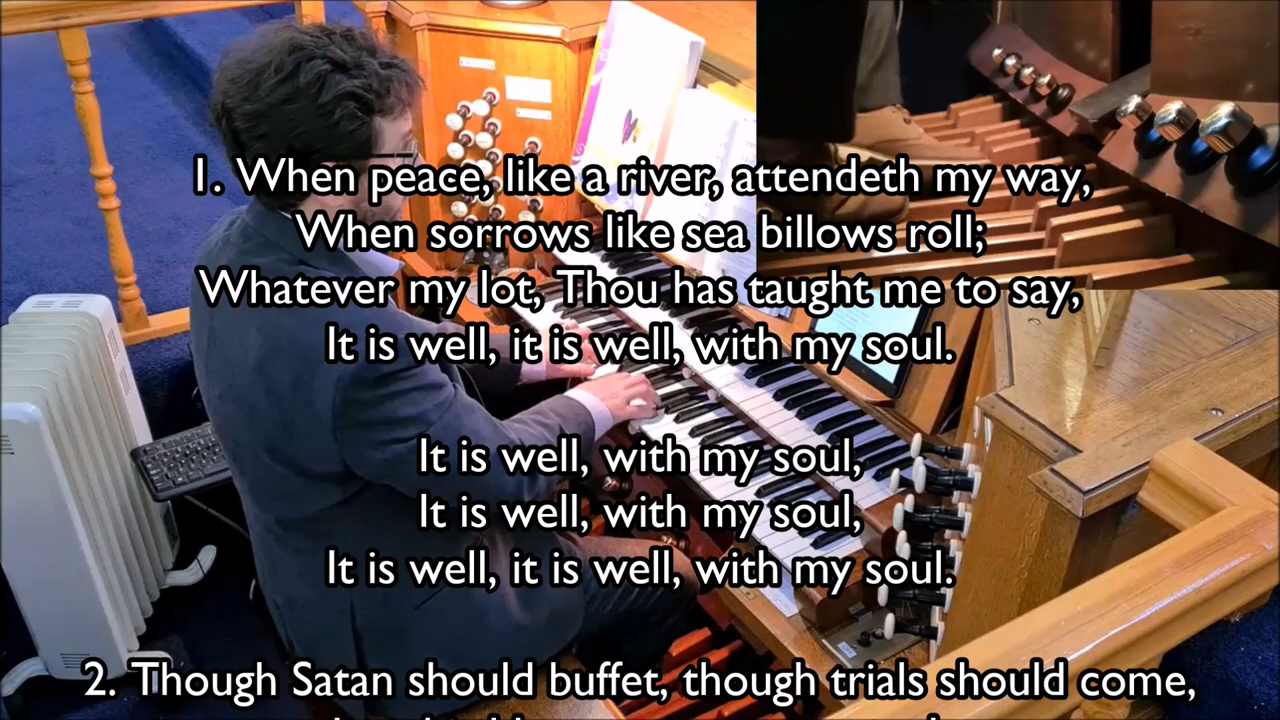 1. When peace, like a river, attendeth my way,
When sorrows like sea billows roll;
Whatever my lot, Thou has taught me to say,
It is well, it is well, with my soul.
It is well, with my soul,
It is well, with my soul,
It is well, it is well, with my soul.
2. Though Satan should buffet, though trials should come,